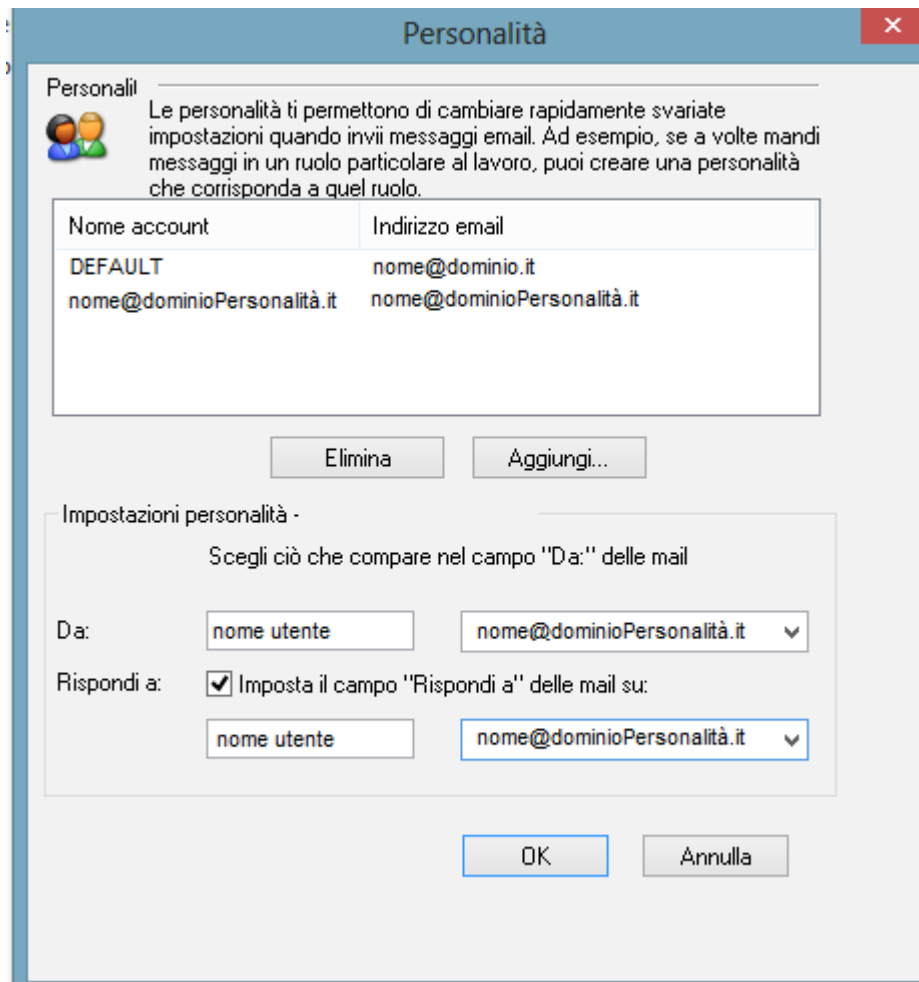 Personalità
Personalit
Le personalità ti permettono di cambiare rapidamente svariate
impostazioni quando invii messaggi email. Ad esempio, se a volte mandi
messaggi in un ruolo particolare al lavoro, puoi creare una personalità
che corrisponda a quel ruolo.
Nome account Indirizzo email
DEFAULT nome@dominio.it
nome@dominioPersonalità.it nome@dominioPersonalità.it
Elimina Aggiungi...
Impostazioni personalità -
Scegli ciò che compare nel campo "Da:" delle mail
Da: nome utente nome@dominioPersonalità.it
Rispondi a: Imposta il campo "Rispondi a" delle mail su:
nome utente nome@dominioPersonalità.it
OK Annulla